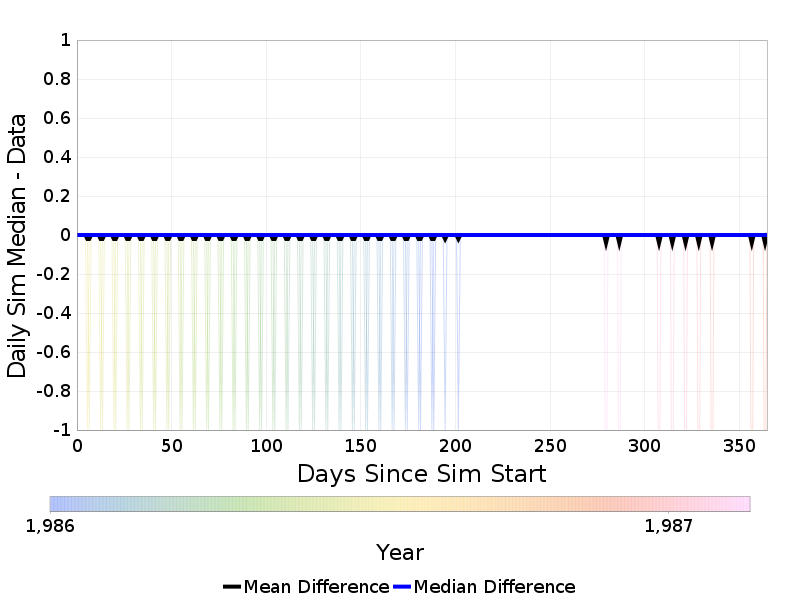 1
0.8
0.6
0.4
0.2
0
-0.2
-0.4
-0.6
-0.8
-1
Daily Sim Median - Data
0 50 100 150 200 250 300 350
Days Since Sim Start
1,986 1,987
Year
Mean Difference Median Difference